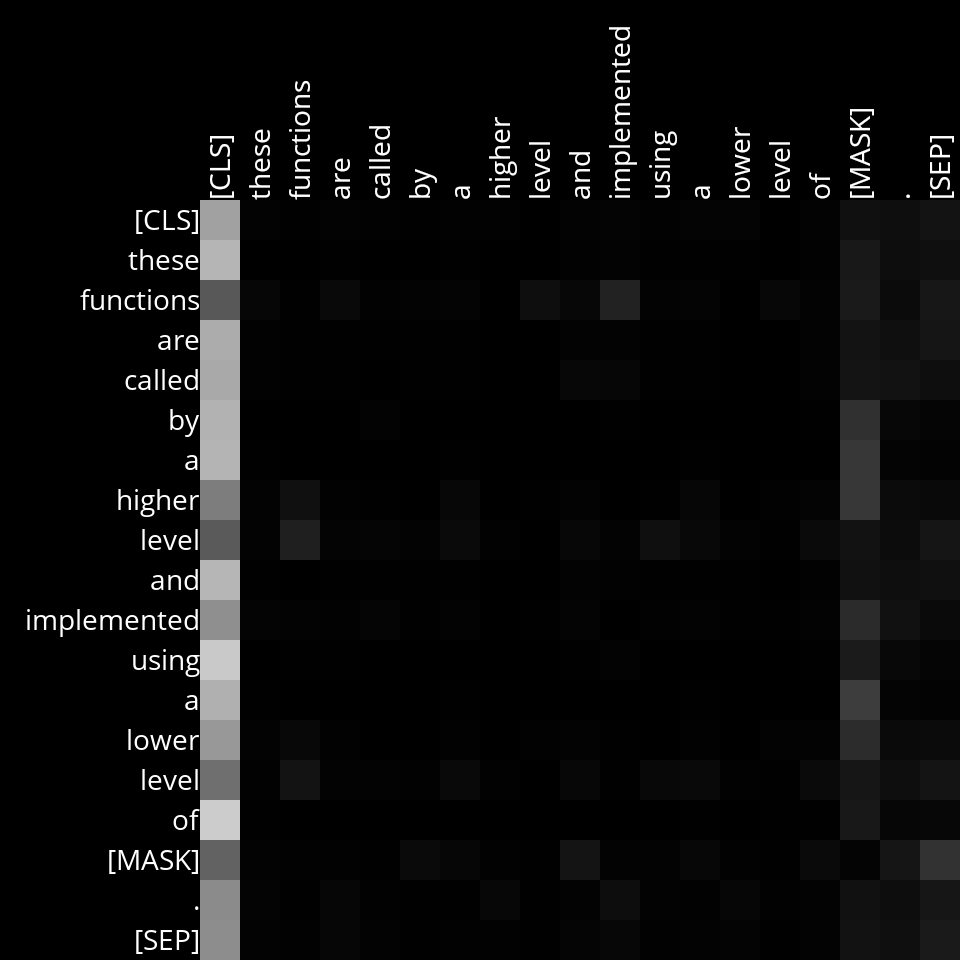 [CLS] these functions are called by a higher level and implemented using a lower level of [MASK] . [SEP]
[CLS]
these
functions
are
called
by
a
higher
level
and
implemented
using
a
lower
level
of
[MASK]
.
[SEP]